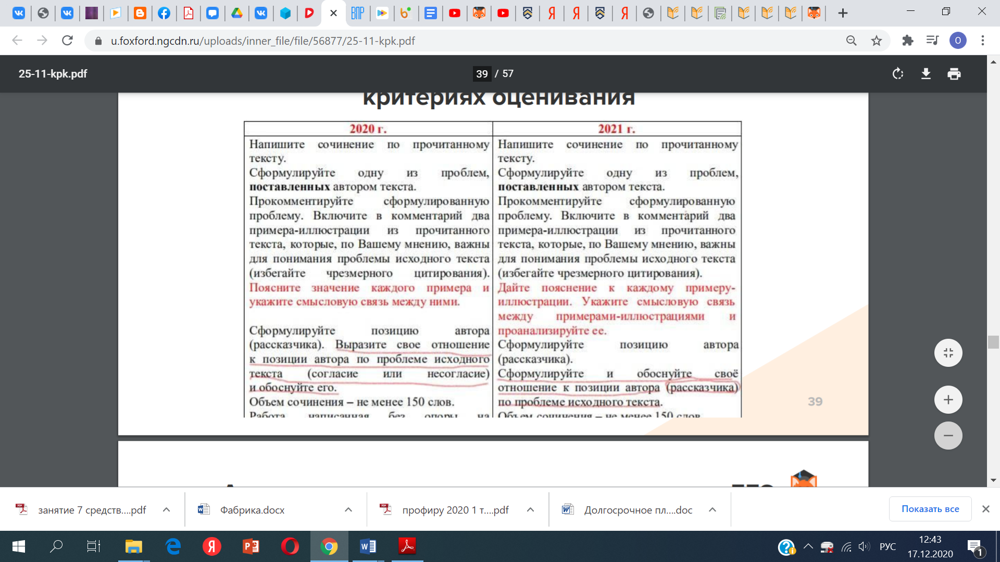 ВПР
u.foxford.ngcdn.ru/uploads/inner_file/file/56877/25-11-kpk.pdf
O
25-11-kpk.pdf
39 / 57
критериях оценивания
2020 г.
Напишите сочинение по прочитанному
тексту.
Сформулируйте одну из проблем,
поставленных автором текста.
Прокомментируйте сформулированную
проблему. Включите в комментарий два
примера-иллюстрации из прочитанного
текста, которые, по Вашему мнению, важны
для понимания проблемы исходного текста
(избегайте чрезмерного цитирования).
Поясните значение каждого примера и
укажите смысловую связь между ними.
Сформулируйте позицию автора
(рассказчика). Выразите свое отношение
к позиции автора по проблеме исходного
текста (согласие или несогласие)
и обоснуйте его.
Объем сочинения – не менее 150 слов.
Работа, написанная без опоры на
2021 г.
Напишите сочинение по прочитанному
тексту.
Сформулируйте одну из проблем,
поставленных автором текста.
Прокомментируйте сформулированную
проблему. Включите в комментарий два
примера-иллюстрации из прочитанного
текста, которые, по Вашему мнению, важны
для понимания проблемы исходного текста
(избегайте чрезмерного цитирования).
Дайте пояснение к каждому примеру-
иллюстрации. Укажите смысловую связь
между примерами-иллюстрациями и
проанализируйте ее.
Сформулируйте позицию автора
(рассказчика).
Сформулируйте и обоснуйте своё
отношение к позиции автора (рассказчика)
по проблеме исходного текста.
Объем сочинения – не менее 150 слов.
39
занятие 7 средств....pdf
Фабрика.docx
профиру 2020 1 т....pdf
Долгосрочное пл....doc
Показать все
РУС
12:43
17.12.2020
1